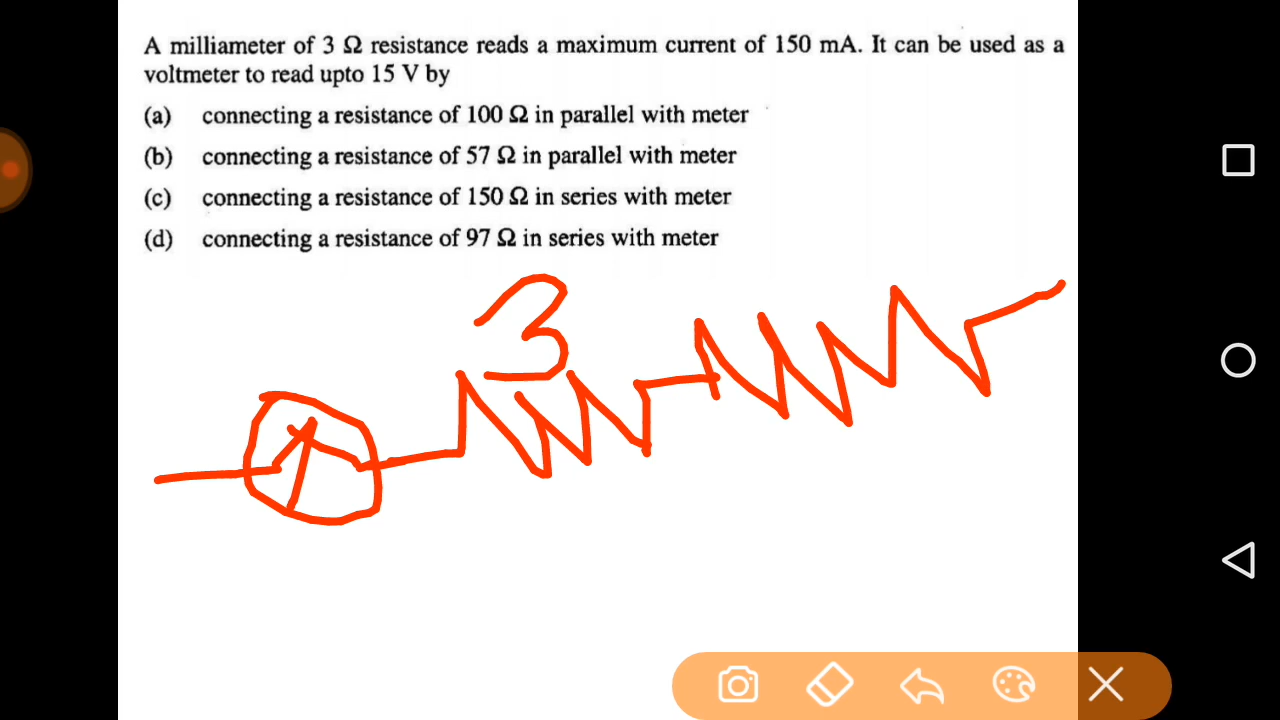 A milliameter of 3 Ω resistance reads a maximum current of 150 mA. It can be used as a
voltmeter to read upto 15 V by
(a) connecting a resistance of 100 Ω in parallel with meter
(b) connecting a resistance of 57 Ω in parallel with meter
(c) connecting a resistance of 150 Ω in series with meter
(d) connecting a resistance of 97 Ω in series with meter
3